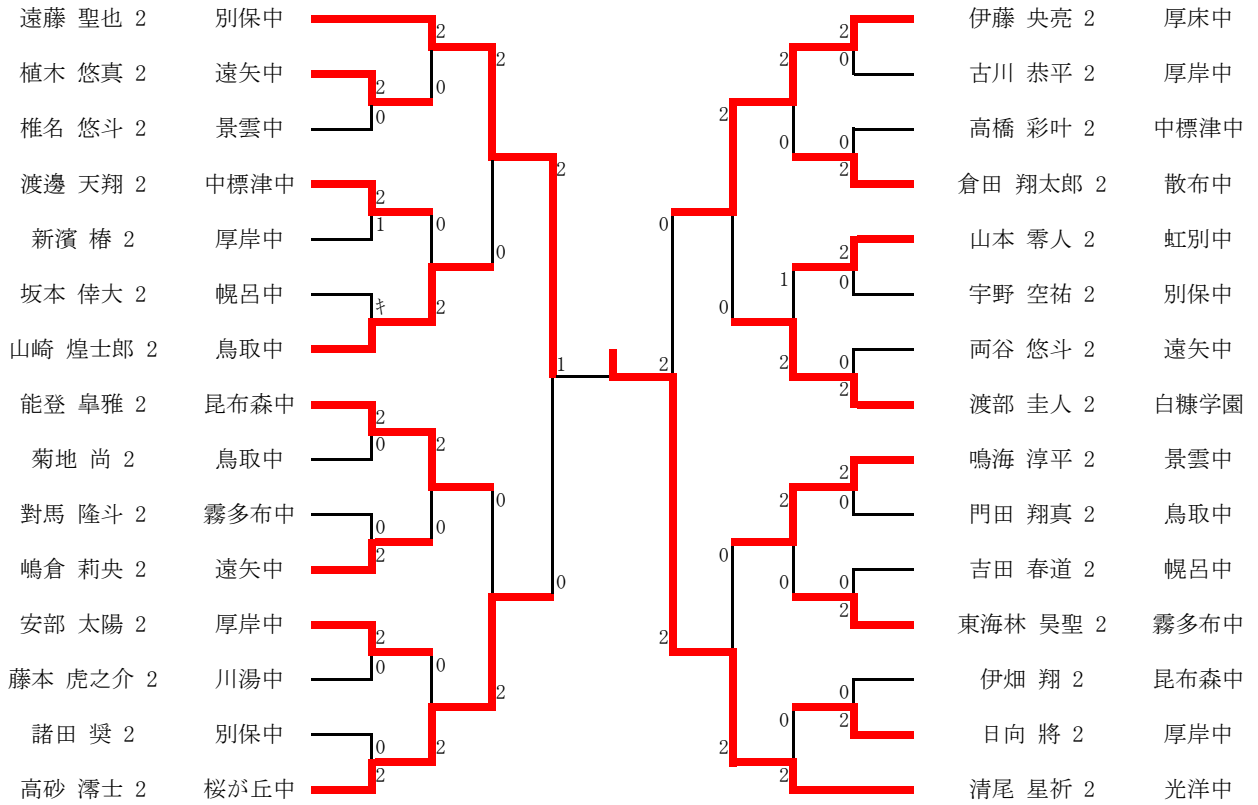 遠藤 聖也 2 別保中
植木 悠真 2 遠矢中
椎名 悠斗 2 景雲中
渡邊 天翔 2 中標津中
新濱 椿 2 厚岸中
坂本 倖大 2 幌呂中
山崎 煌士郎 2 鳥取中
能登 皐雅 2 昆布森中
菊地 尚 2 鳥取中
對馬 隆斗 2 霧多布中
嶋倉 莉央 2 遠矢中
安部 太陽 2 厚岸中
藤本 虎之介 2 川湯中
諸田 奨 2 別保中
高砂 澪士 2 桜が丘中
2
0
2
0
2
1
キ
2
0
0
2
2
0
0
2
2
0
0
2
2
0
0
2
2
0
0
2
1
2
0
2
2
0
0
2
2
0
0
2
2
0
0
2
0
2
2
0
1
2
2
0
0
2
2
0
0
2
伊藤 央亮 2 厚床中
古川 恭平 2 厚岸中
高橋 彩叶 2 中標津中
倉田 翔太郎 2 散布中
山本 零人 2 虹別中
宇野 空祐 2 別保中
両谷 悠斗 2 遠矢中
渡部 圭人 2 白糠学園
鳴海 淳平 2 景雲中
門田 翔真 2 鳥取中
吉田 春道 2 幌呂中
東海林 昊聖 2 霧多布中
伊畑 翔 2 昆布森中
日向 將 2 厚岸中
清尾 星祈 2 光洋中